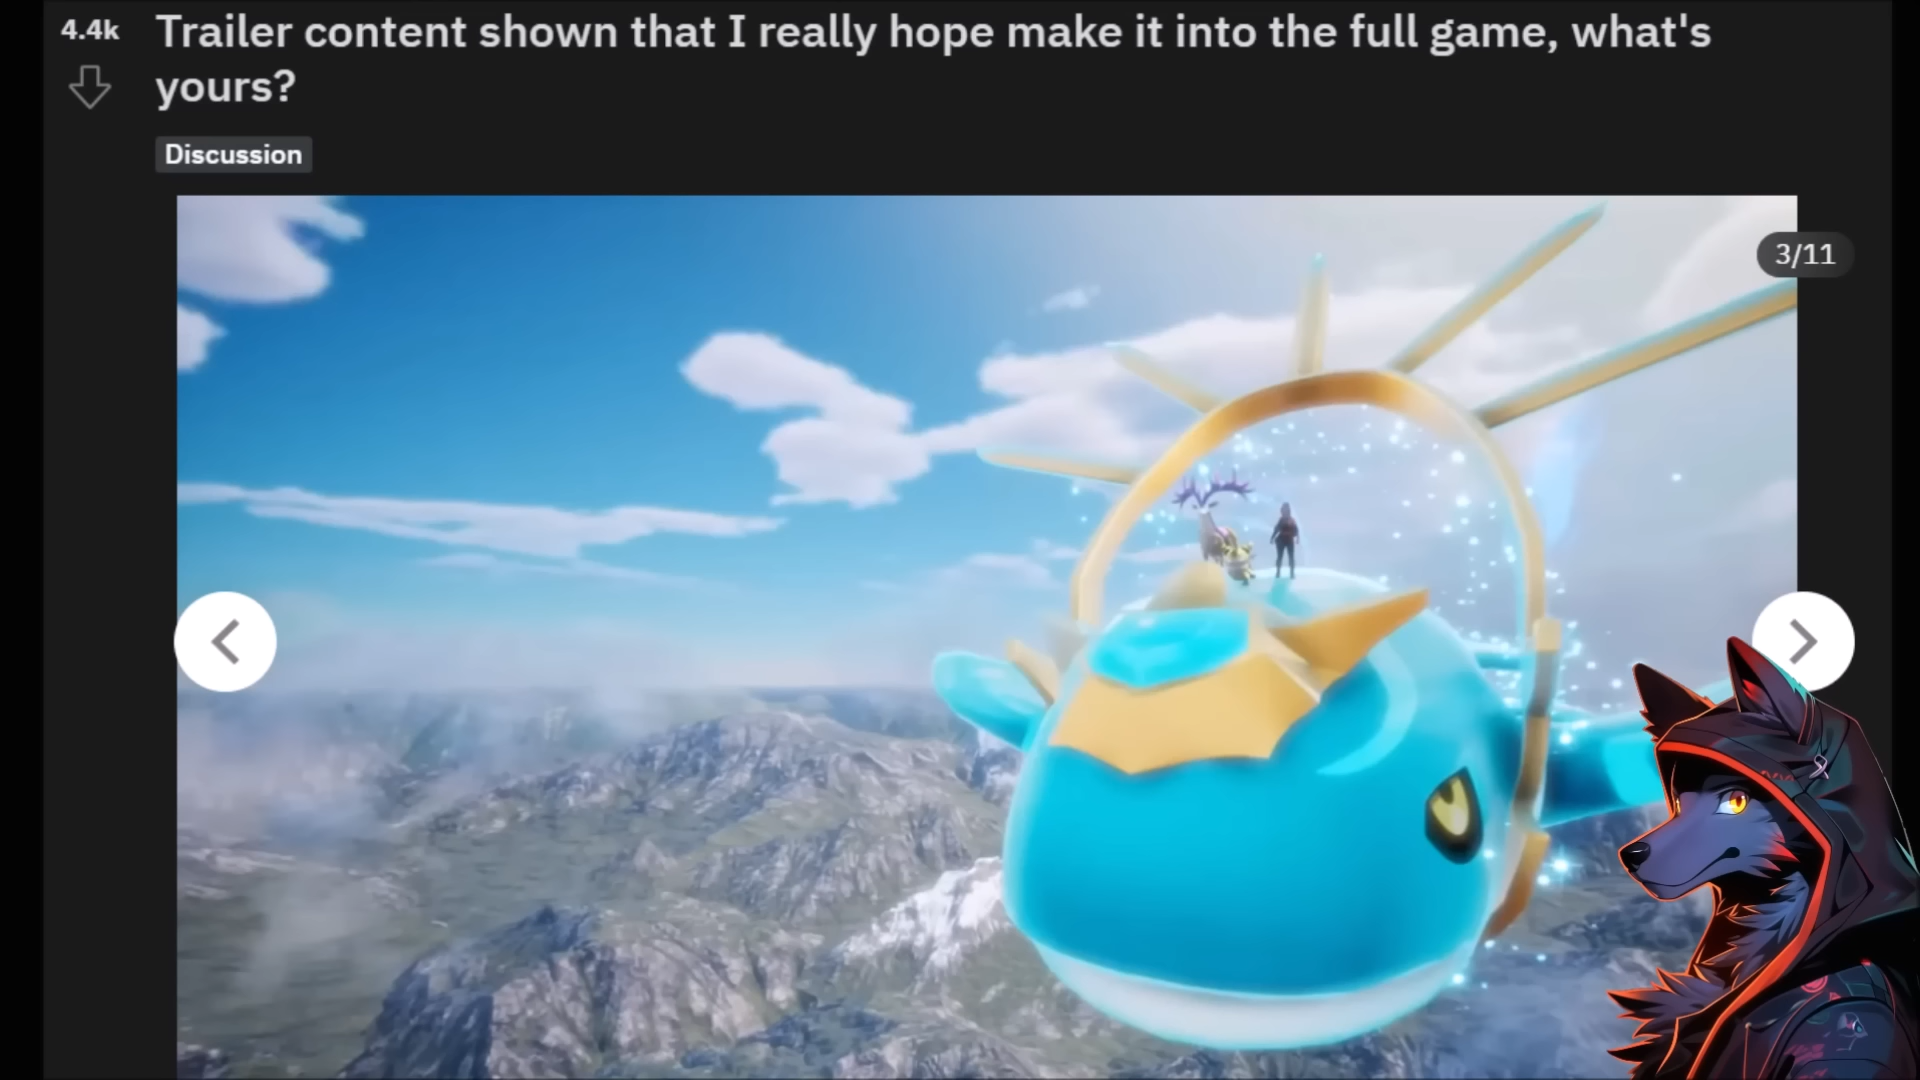 4.4k
Trailer content shown that I really hope make it into the full game, what's
yours?
Discussion
3/11